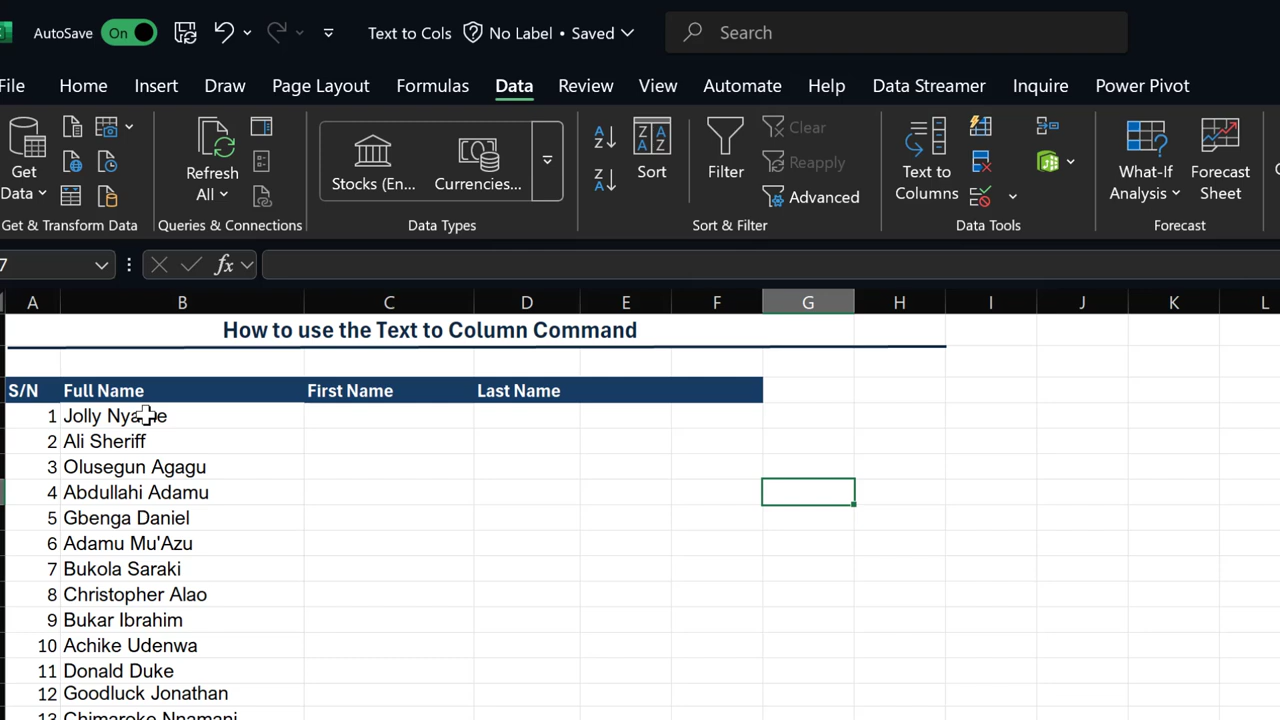 AutoSave On Text to Cols No Label • Saved Search
File Home Insert Draw Page Layout Formulas Data Review View Automate Help Data Streamer Inquire Power Pivot
Get Data
Refresh All
Stocks (En...
Currencies...
Sort
Filter
Clear
Reapply
Advanced
Text to Columns
What-If Analysis
Forecast Sheet
Get & Transform Data Queries & Connections Data Types Sort & Filter Data Tools Forecast
7 fx
A B C D E F G H I J K L
How to use the Text to Column Command
S/N Full Name First Name Last Name
1 Jolly
2 Ali Sheriff
3 Olusegun Agagu
4 Abdullahi Adamu
5 Gbenga Daniel
6 Adamu Mu'Azu
7 Bukola Saraki
8 Christopher Alao
9 Bukar Ibrahim
10 Achike Udenwa
11 Donald Duke
12 Goodluck Jonathan
13 Chimaroke Nnamani